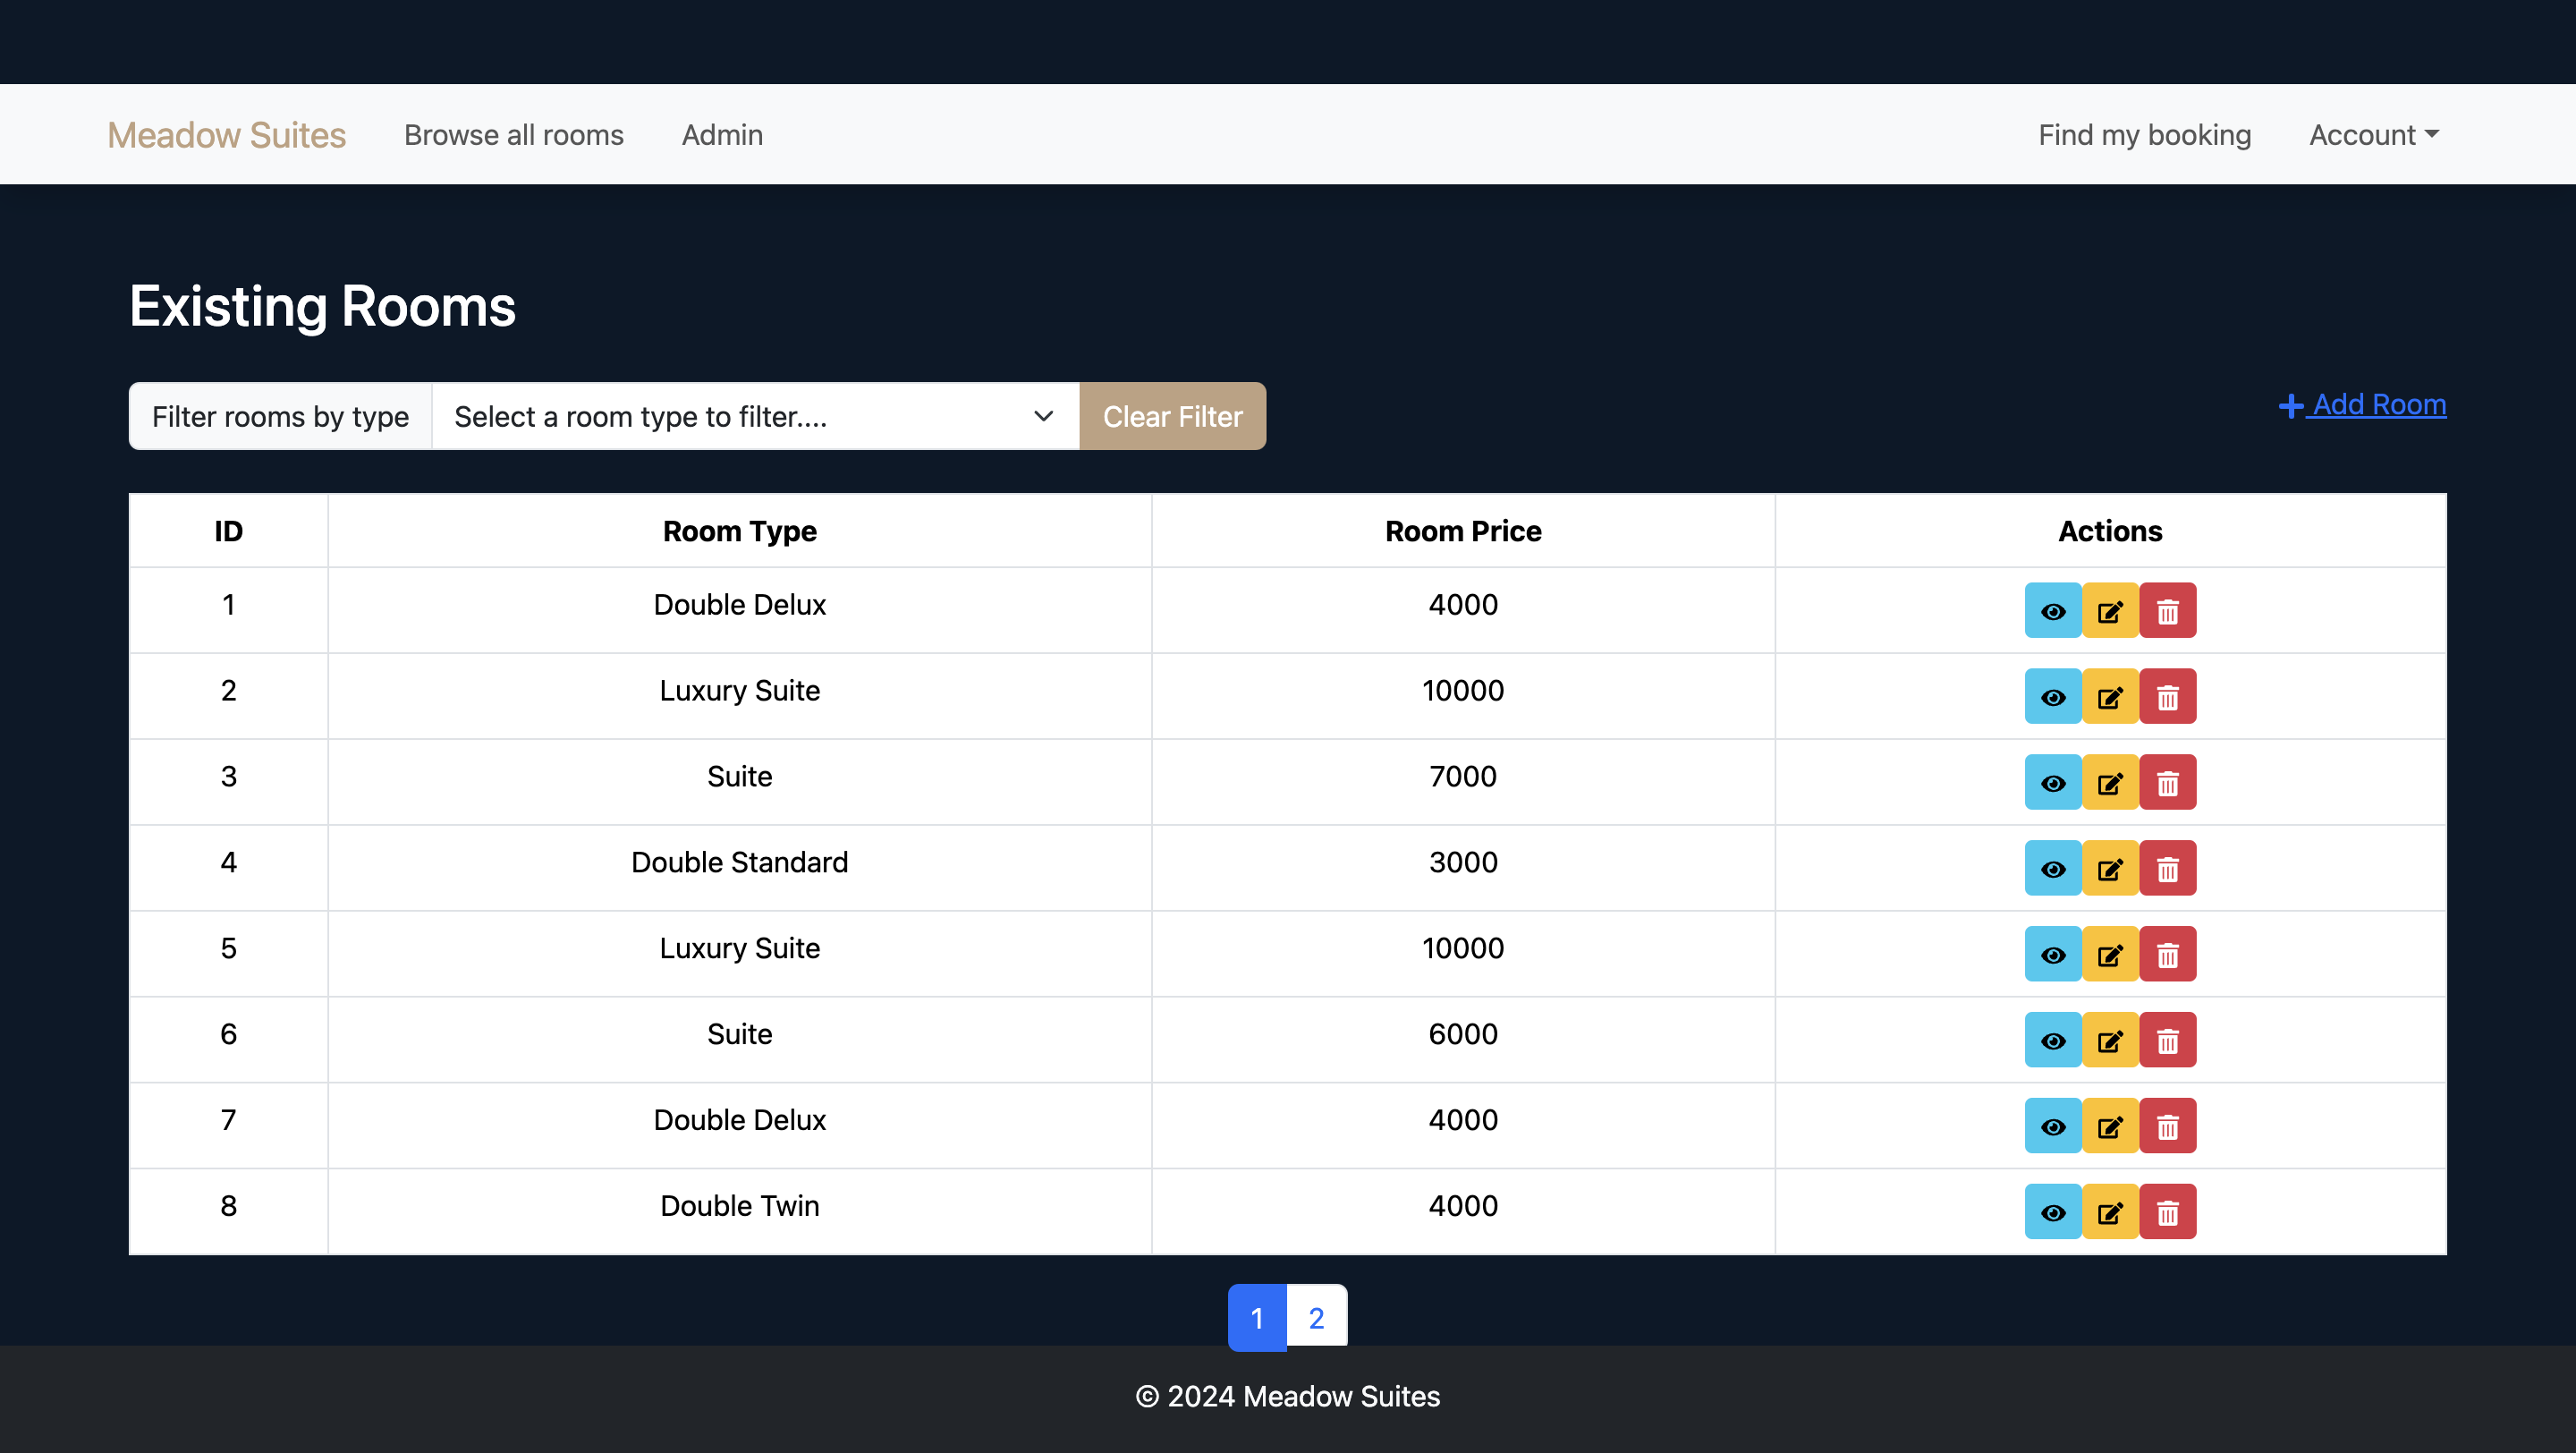 Meadow Suites Browse all rooms Admin Find my booking Account
Existing Rooms
Filter rooms by type Select a room type to filter.... Clear Filter Add Room
ID Room Type Room Price Actions
1 Double Delux 4000
2 Luxury Suite 10000
3 Suite 7000
4 Double Standard 3000
5 Luxury Suite 10000
6 Suite 6000
7 Double Delux 4000
8 Double Twin 4000
1 2
© 2024 Meadow Suites